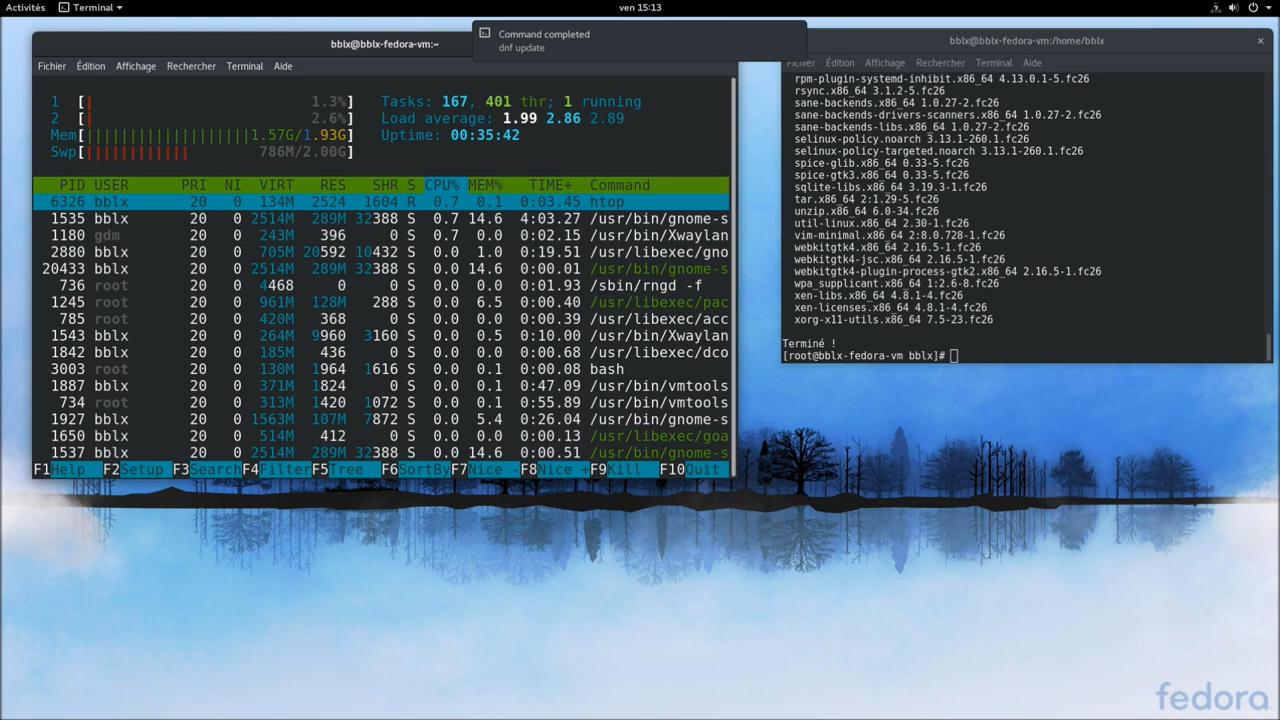 Activités Terminal ven 15:13
Command completed
dnf update
bblx@bblx-fedora-vm:~
Fichier Édition Affichage Rechercher Terminal Aide
1 [| 1.3%] Tasks: 167, 401 thr; 1 running
2 [| 2.6%] Load average: 1.99 2.86 2.89
Mem[|||||||||||||||||||1.57G/1.93G] Uptime: 00:35:42
Swp[|||||||||||| 786M/2.00G]
PID USER PRI NI VIRT RES SHR S CPU% MEM% TIME+ Command
6326 bblx 20 0 134M 2524 1604 R 0.7 0.1 0:03.45 htop
1535 bblx 20 0 2514M 289M 32388 S 0.7 14.6 4:03.27 /usr/bin/gnome-s
1180 gdm 20 0 243M 396 0 S 0.7 0.0 0:02.15 /usr/bin/Xwaylan
2880 bblx 20 0 705M 20592 10432 S 0.0 1.0 0:19.51 /usr/libexec/gno
20433 bblx 20 0 2514M 289M 32388 S 0.0 14.6 0:00.01 /usr/bin/gnome-s
736 root 20 0 4468 0 0 S 0.0 0.0 0:01.93 /sbin/rngd -f
1245 root 20 0 961M 128M 288 S 0.0 6.5 0:00.40 /usr/libexec/pac
785 root 20 0 420M 368 0 S 0.0 0.0 0:00.39 /usr/libexec/acc
1543 bblx 20 0 264M 9960 3160 S 0.0 0.5 0:10.00 /usr/bin/Xwaylan
1842 bblx 20 0 185M 436 0 S 0.0 0.0 0:00.68 /usr/libexec/dco
3003 bblx 20 0 130M 1964 1616 S 0.0 0.1 0:00.08 bash
1887 bblx 20 0 371M 1824 0 S 0.0 0.1 0:47.09 /usr/bin/vmtools
734 root 20 0 313M 1420 1072 S 0.0 0.1 0:55.89 /usr/bin/vmtools
1927 bblx 20 0 1563M 107M 7872 S 0.0 5.4 0:26.04 /usr/bin/gnome-s
1650 bblx 20 0 514M 412 0 S 0.0 0.0 0:00.13 /usr/libexec/goa
1537 bblx 20 0 2514M 289M 32388 S 0.0 14.6 0:00.51 /usr/bin/gnome-s
F1Help F2Setup F3SearchF4FilterF5Tree F6SortByF7Nice -F8Nice +F9Kill F10Quit
bblx@bblx-fedora-vm:/home/bblx
Fichier Édition Affichage Rechercher Terminal Aide
rpm-plugin-systemd-inhibit.x86_64 4.13.0.1-5.fc26
rsync.x86_64 3.1.2-5.fc26
sane-backends.x86_64 1.0.27-2.fc26
sane-backends-drivers-scanners.x86_64 1.0.27-2.fc26
sane-backends-libs.x86_64 1.0.27-2.fc26
selinux-policy.noarch 3.13.1-260.1.fc26
selinux-policy-targeted.noarch 3.13.1-260.1.fc26
spice-glib.x86_64 0.33-5.fc26
spice-gtk3.x86_64 0.33-5.fc26
sqlite-libs.x86_64 3.19.3-1.fc26
tar.x86_64 2:1.29-5.fc26
unzip.x86_64 6.0-34.fc26
util-linux.x86_64 2.30-1.fc26
vim-minimal.x86_64 2:8.0.728-1.fc26
webkitgtk4.x86_64 2.16.5-1.fc26
webkitgtk4-jsc.x86_64 2.16.5-1.fc26
webkitgtk4-plugin-process-gtk2.x86_64 2.16.5-1.fc26
wpa_supplicant.x86_64 1:2.6-8.fc26
xen-libs.x86_64 4.8.1-4.fc26
xen-licenses.x86_64 4.8.1-4.fc26
xorg-x11-utils.x86_64 7.5-23.fc26
Terminé !
[root@bblx-fedora-vm bblx]#
fedora